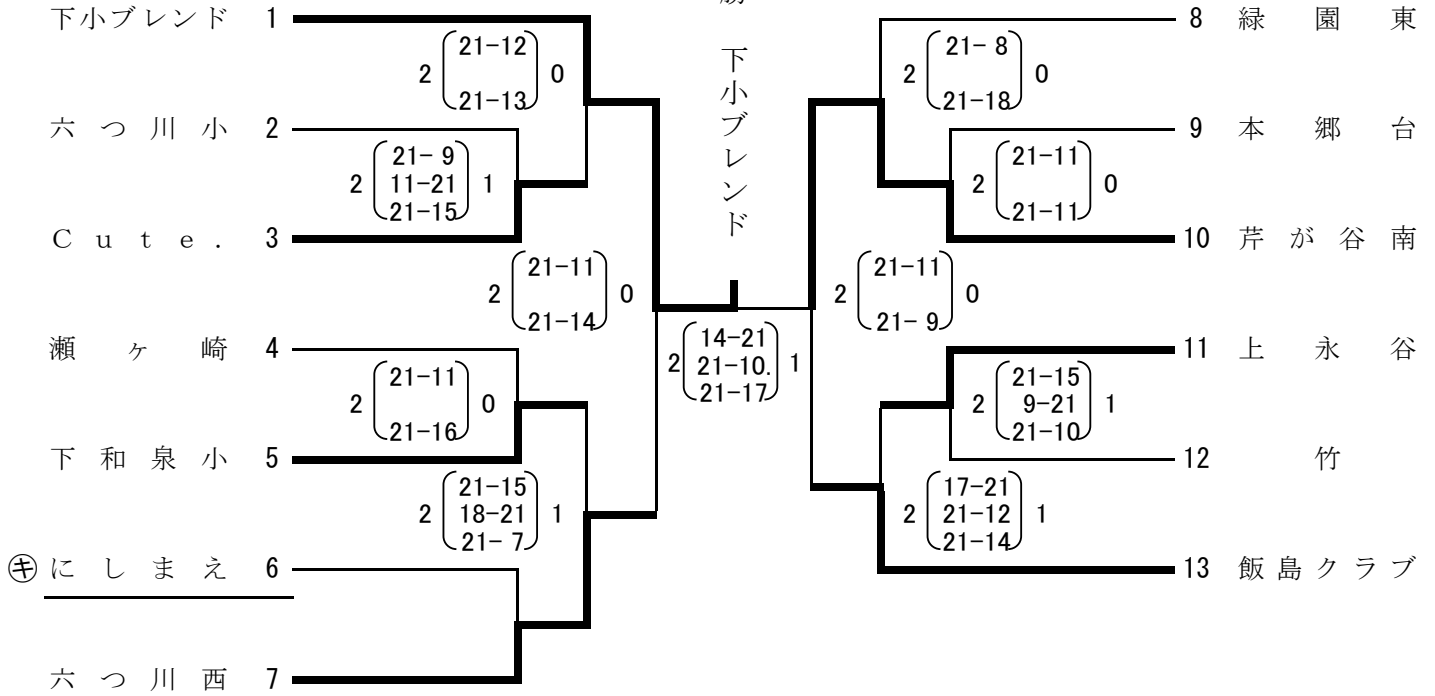 下小ブレンド 1
21-12
2 0
21-13
六つ川小 2
21- 9
2 11-21 1
21-15
Cute. 3
21-11
2 0
21-14
瀬ヶ崎 4
21-11
2 0
21-16
下和泉小 5
21-15
2 18-21 1
21- 7
㋖にしまえ 6
六つ川西 7
下小ブレンド
14-21
2 21-10. 1
21-17
8 緑園東
21- 8
2 0
21-18
9 本郷台
21-11
2 0
21-11
10 芹が谷南
21-11
2 0
21- 9
11 上永谷
21-15
2 9-21 1
21-10
12 竹
17-21
2 21-12 1
21-14
13 飯島クラブ